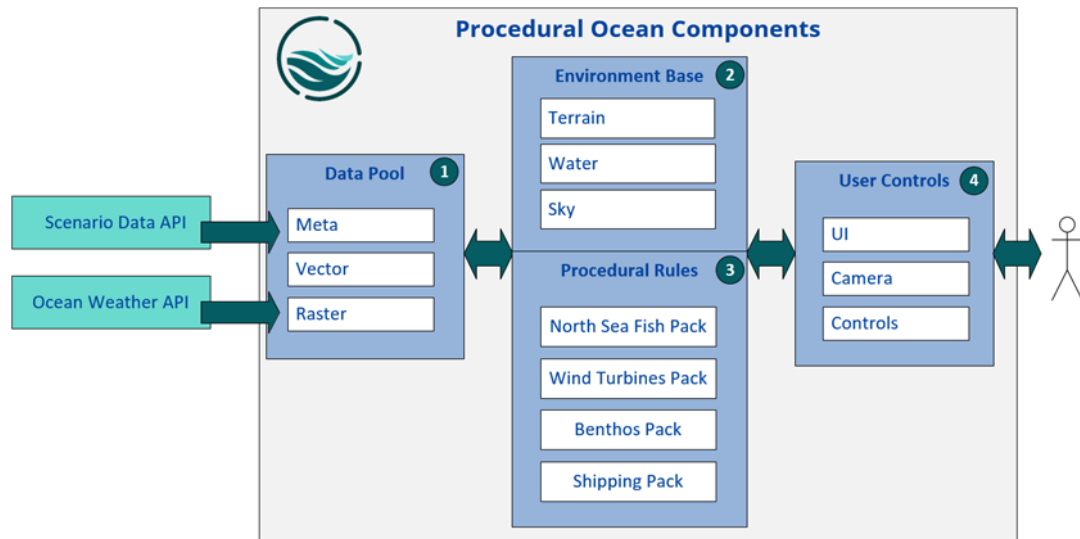 Procedural Ocean Components
Scenario Data API
Ocean Weather API
Data Pool
1
Meta
Vector
Raster
Environment Base
2
Terrain
Water
Sky
Procedural Rules
3
North Sea Fish Pack
Wind Turbines Pack
Benthos Pack
Shipping Pack
User Controls
4
UI
Camera
Controls